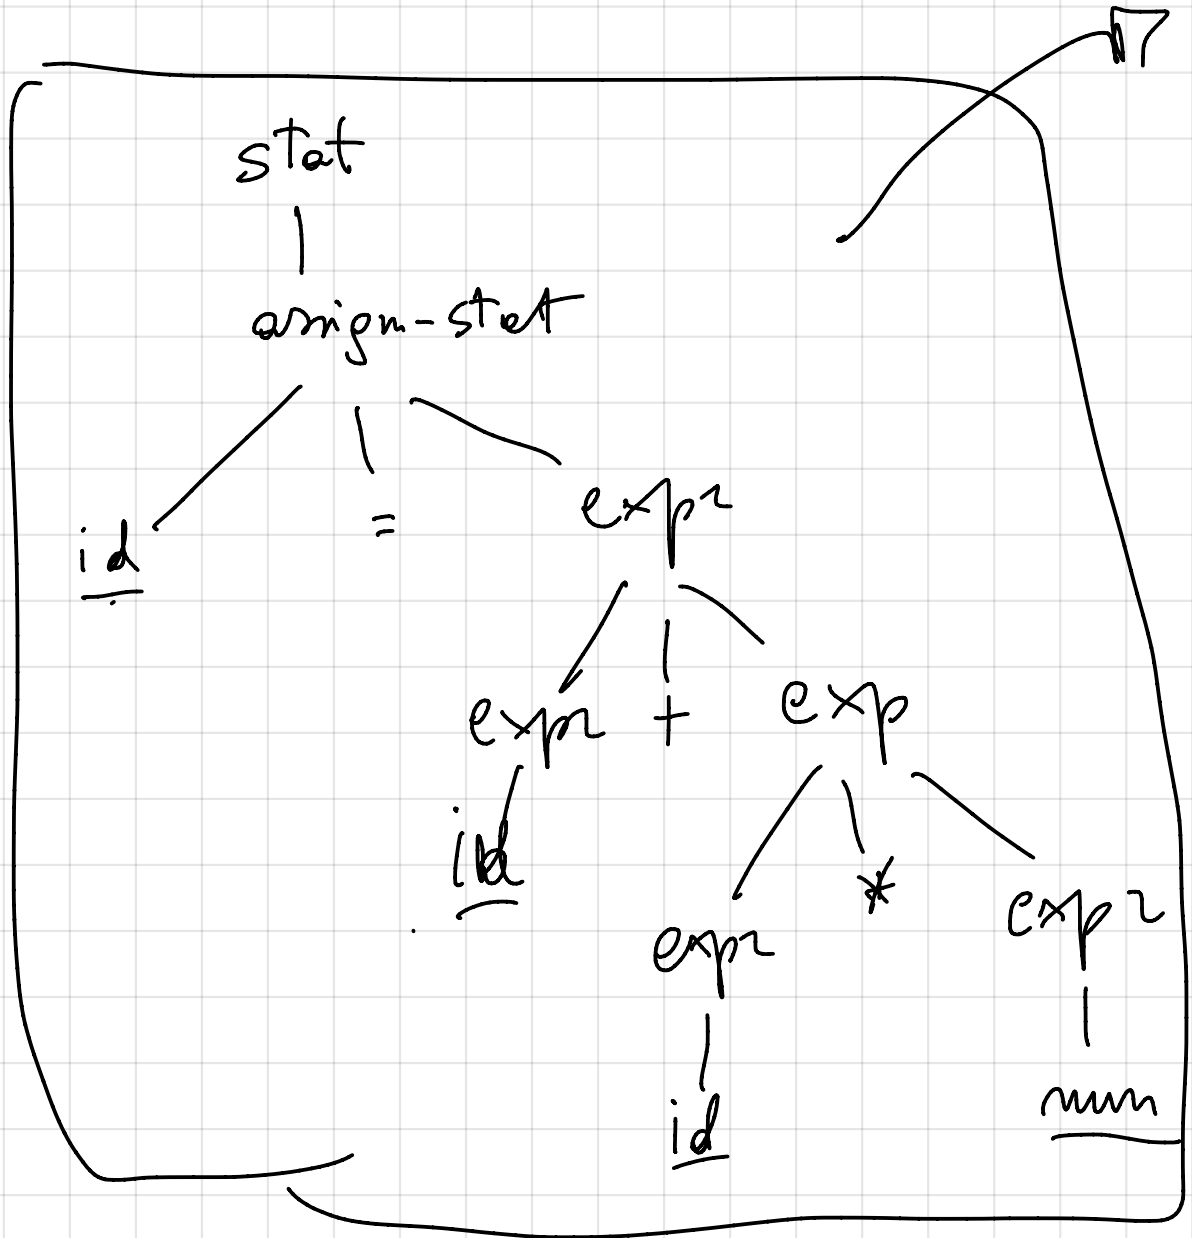 stat
assign-stat
id = expr
expr + exp
id * expr
expr
id num